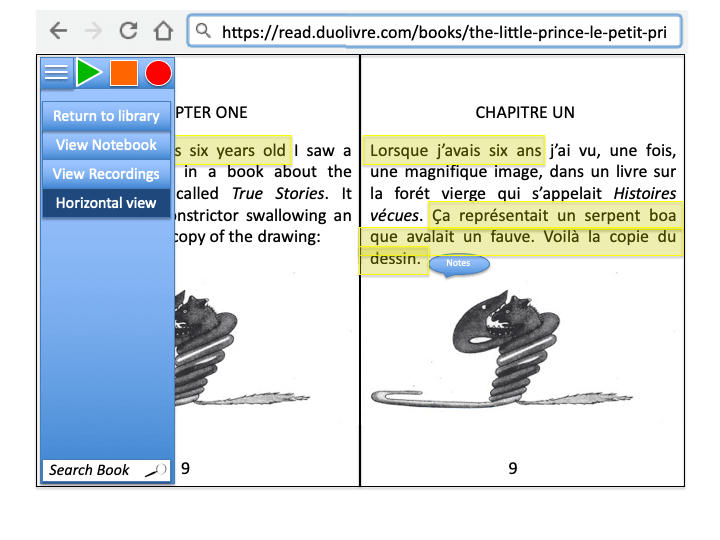 https://read.duolivre.com/books/the-little-prince-le-petit-pri
Return to library
View Notebook
View Recordings
Horizontal view
Search Book
PTER ONE
s six years old I saw a
in a book about the
called True Stories. It
onstrictor swallowing an
copy of the drawing:
9
CHAPITRE UN
Lorsque j’avais six ans j’ai vu, une fois,
une magnifique image, dans un livre sur
la forêt vierge qui s’appelait Histoires
vécues. Ça représentait un serpent boa
que avalait un fauve. Voilà la copie du
dessin.
Notes
9